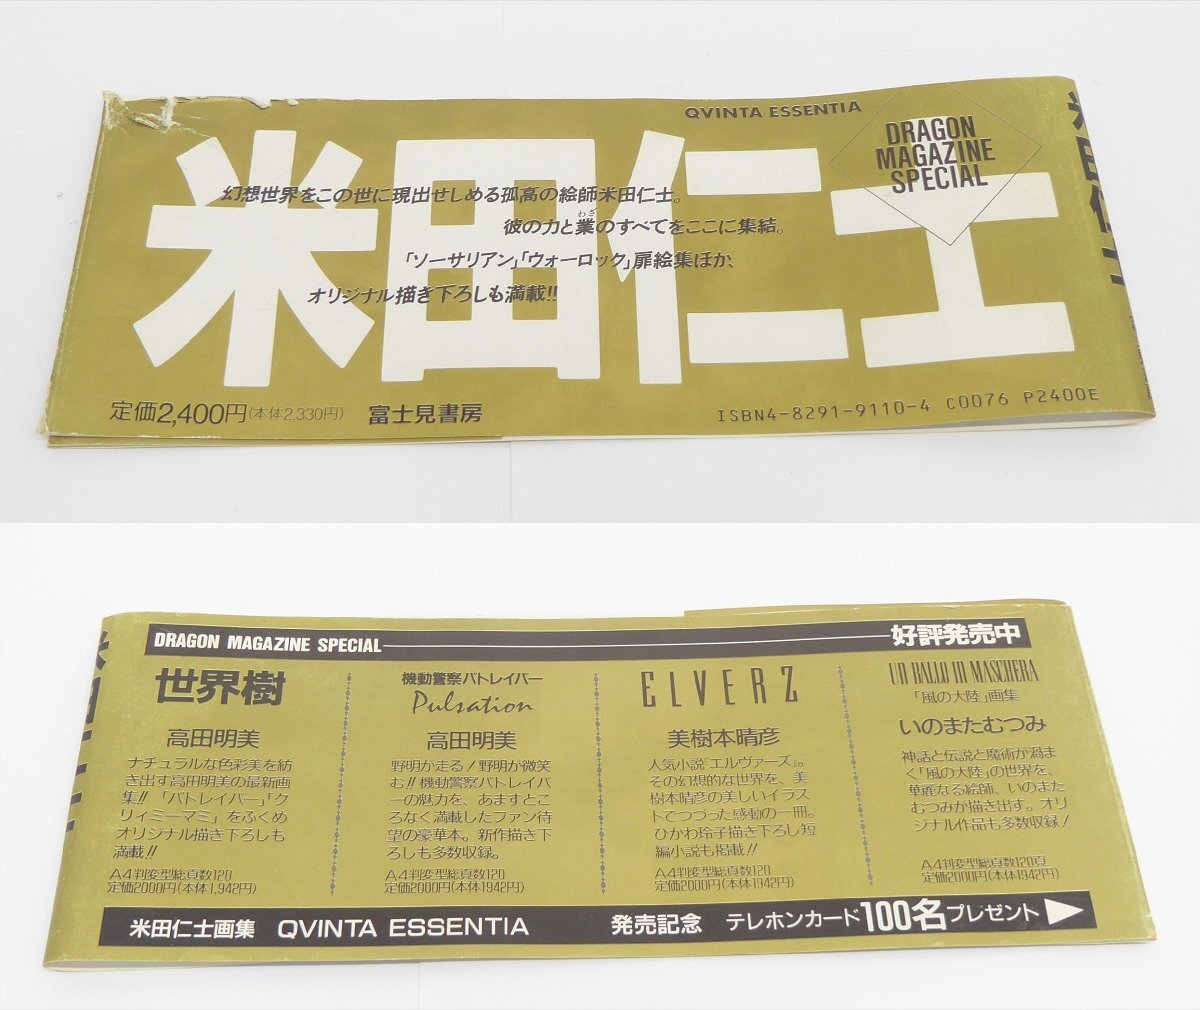 QVINTA ESSENTIA
DRAGON
MAGAZINE
SPECIAL
米田仁士
幻想世界をこの世に現出せしめる孤高の絵師米田仁士。
彼の力と業のすべてをここに集結。
わざ
「ソーサリアン」「ウォーロック」扉絵集ほか、
オリジナル描き下ろしも満載!!
定価2,400円(本体2,330円) 富士見書房
ISBN4-8291-9110-4 C0076 P2400E
米田仁士
DRAGON MAGAZINE SPECIAL
好評発売中
世界樹
高田明美
ナチュラルな色彩美を紡
ぎ出す高田明美の最新画
集!!「パトレイバー」「ク
リィミーマミ」をふくめ
オリジナル描き下ろしも
満載!!
A4判変型総頁数120
定価2000円(本体1,942円)
機動警察パトレイバー
Pulsation
高田明美
野明が走る!野明が微笑
む!!機動警察パトレイバ
ーの魅力を、あますとこ
ろなく満載したファン待
望の豪華本。新作描き下
ろしも多数収録。
A4判変型総頁数120
定価2000円(本体1942円)
ELVERZ
美樹本晴彦
人気小説『エルヴァーズ』。
その幻想的な世界を、美
樹本晴彦の美しいイラス
トでつづった感動の一冊。
ひかわ玲子描き下ろし短
編小説も掲載!!
A4判変型総頁数120
定価2000円(本体1942円)
UN BALLO IN MASCHERA
「風の大陸」画集
いのまたむつみ
神話と伝説と魔術が渦ま
く「風の大陸」の世界を、
華麗なる絵師、いのまた
むつみが描き出す。オリ
ジナル作品も多数収録!
A4判変型総頁数120頁
定価2000円(本体1942円)
米田仁士画集 QVINTA ESSENTIA 発売記念 テレホンカード100名プレゼント